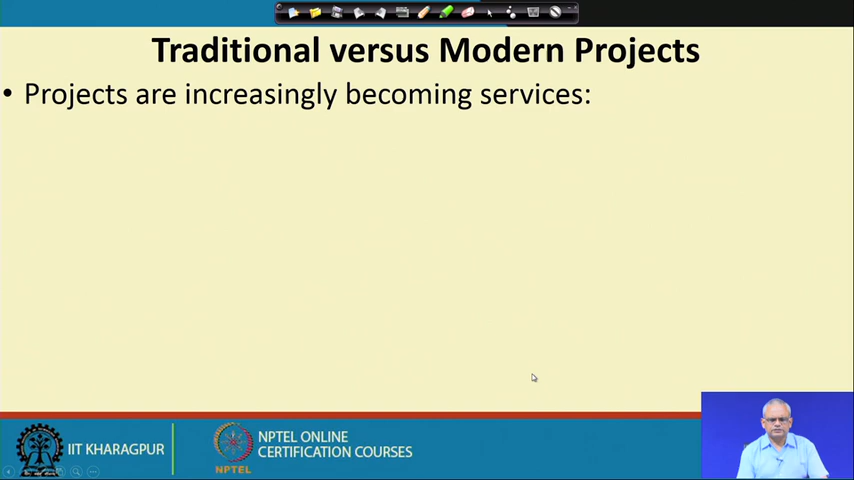 Traditional versus Modern Projects
• Projects are increasingly becoming services:
IIT KHARAGPUR
NPTEL
NPTEL ONLINE
CERTIFICATION COURSES